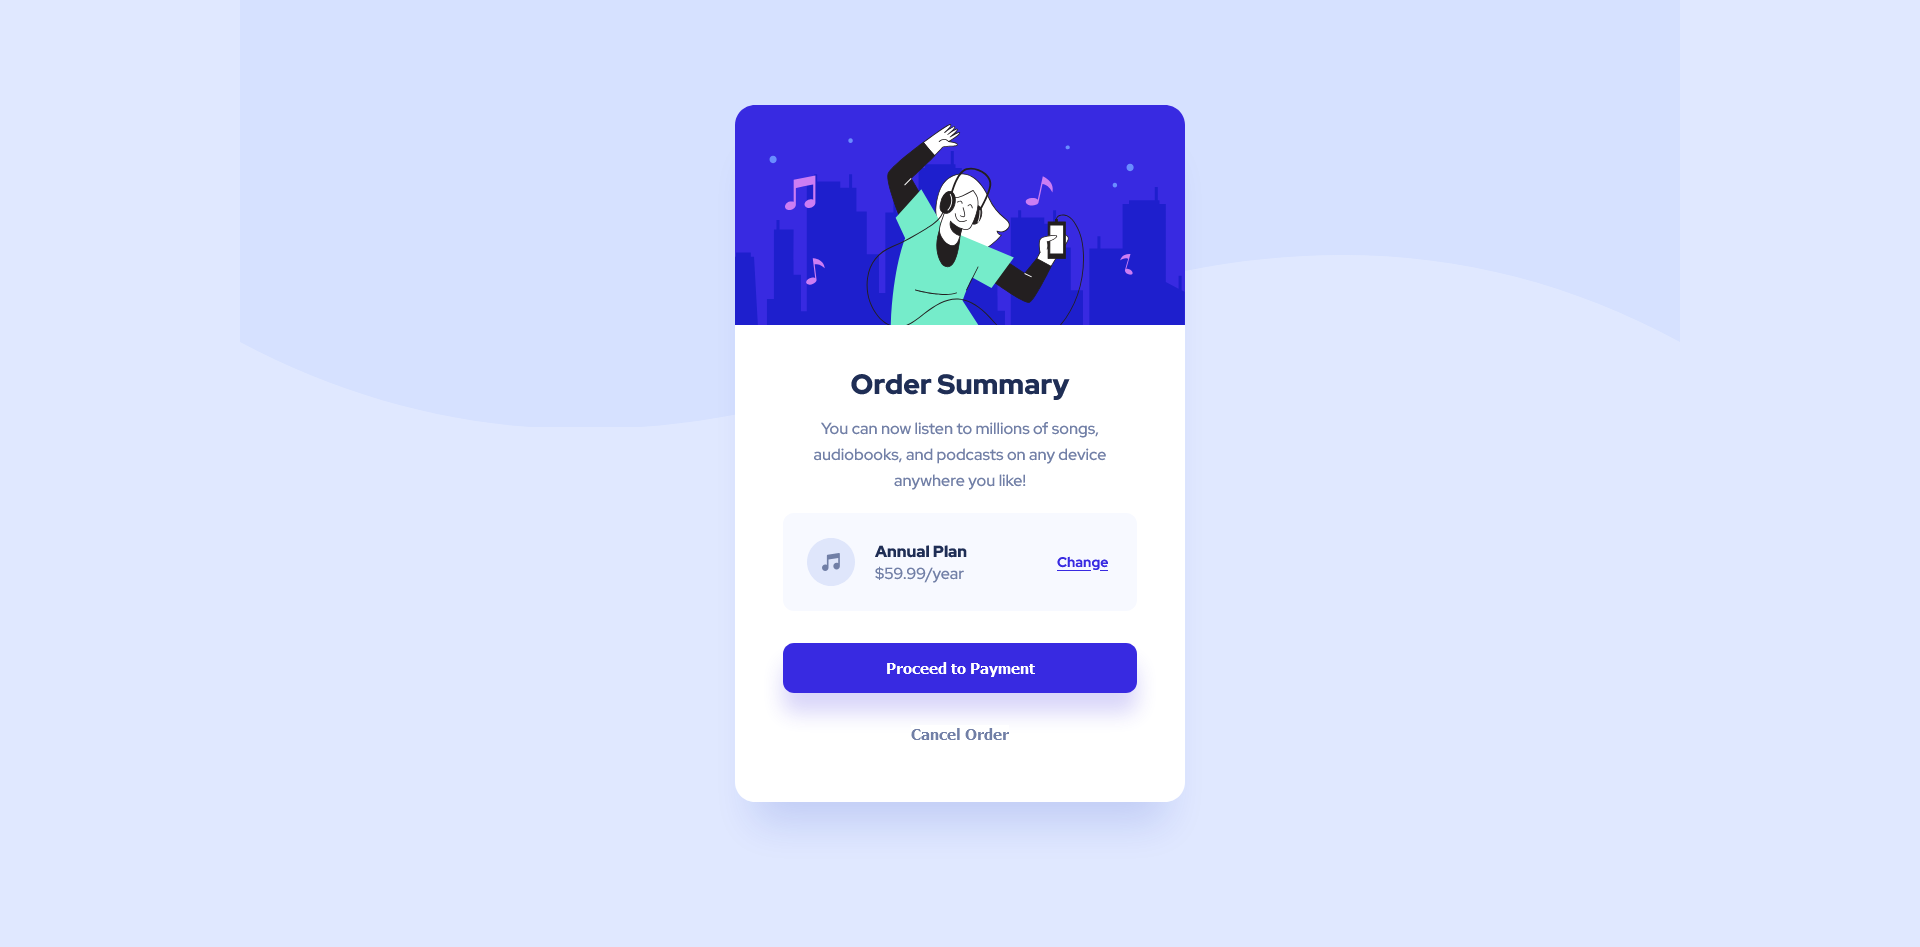 Order Summary
You can now listen to millions of songs,
audiobooks, and podcasts on any device
anywhere you like!
Annual Plan
$59.99/year
Change
Proceed to Payment
Cancel Order